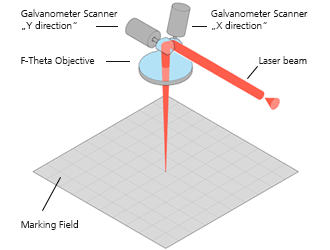 Galvanometer Scanner
„Y direction“
Galvanometer Scanner
„X direction“
F-Theta Objective
Laser beam
Marking Field